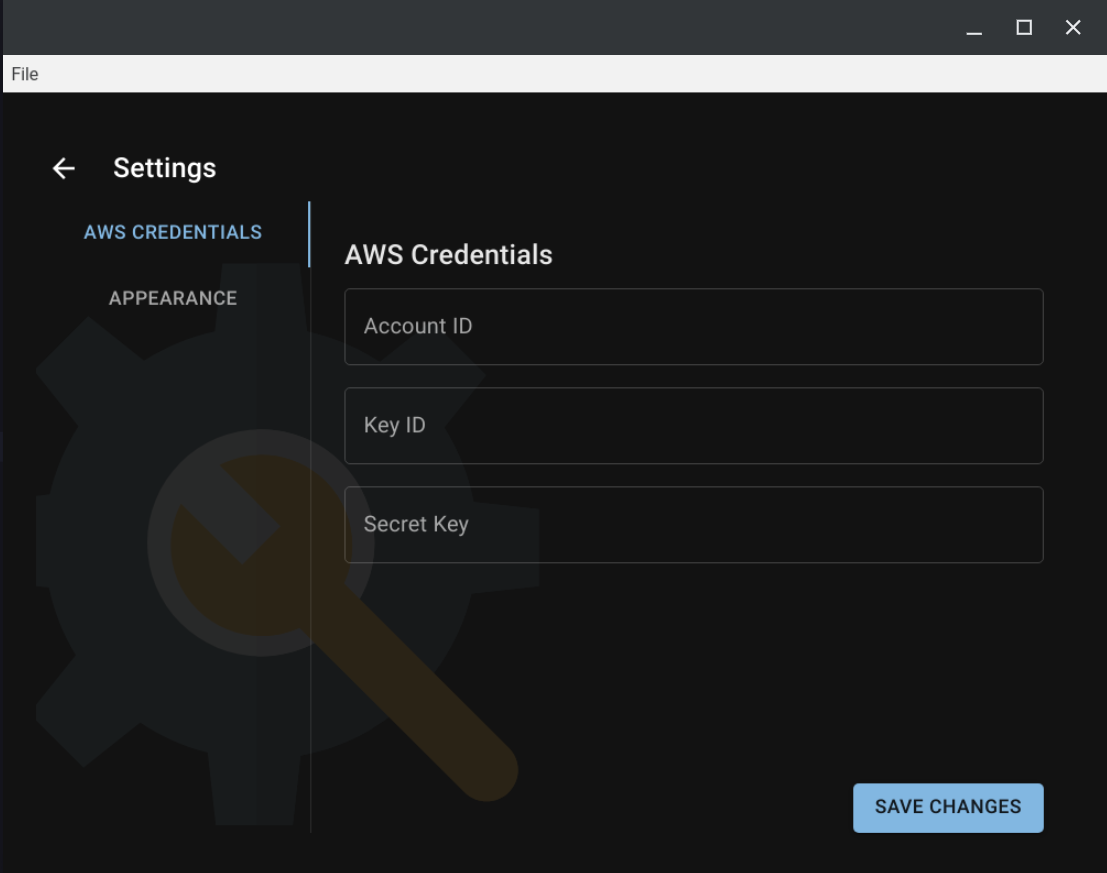 File
Settings
AWS CREDENTIALS
APPEARANCE
AWS Credentials
Account ID
Key ID
Secret Key
SAVE CHANGES